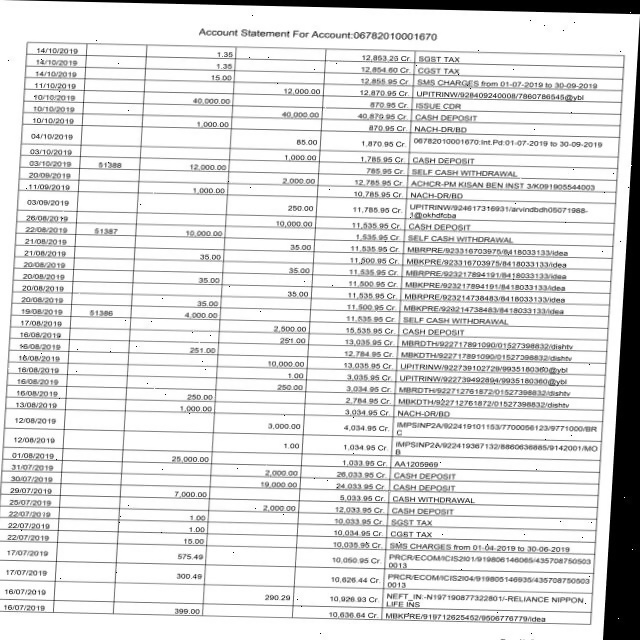 Account Statement For Account:06782010001670
14/10/2019 1.35 12,853.25 Cr. SGST TAX
14/10/2019 1.35 12,854.60 Cr. CGST TAX
14/10/2019 15.00 12,855.95 Cr. SMS CHARGES from 01-07-2019 to 30-09-2019
11/10/2019 12,000.00 12,870.95 Cr. UPITRINW/928409240008/7860786545@ybl
10/10/2019 40,000.00 870.95 Cr. ISSUE CDR
10/10/2019 40,000.00 40,870.95 Cr. CASH DEPOSIT
10/10/2019 1,000.00 870.95 Cr. NACH-DR/BD
04/10/2019 85.00 1,870.95 Cr. 06782010001670:Int.Pd:01-07-2019 to 30-09-2019
03/10/2019 1,000.00 1,785.95 Cr. CASH DEPOSIT
03/10/2019 51388 12,000.00 785.95 Cr. SELF CASH WITHDRAWAL
20/09/2019 2,000.00 12,785.95 Cr. ACHCR-PM KISAN BEN INST 3/K091905544003
11/09/2019 1,000.00 10,785.95 Cr. NACH-DR/BD
03/09/2019 250.00 11,785.95 Cr. UPITRINW/924617316931/arvindbdh05071988-
1@okhdfcba
26/08/2019 10,000.00 11,535.95 Cr. CASH DEPOSIT
22/08/2019 51387 10,000.00 1,535.95 Cr. SELF CASH WITHDRAWAL
21/08/2019 35.00 11,535.95 Cr. MBRPRE/923316703975/8418033133/idea
21/08/2019 35.00 11,500.95 Cr. MBKPRE/923316703975/8418033133/idea
20/08/2019 35.00 11,535.95 Cr. MBRPRE/923217894191/8418033133/idea
20/08/2019 35.00 11,500.95 Cr. MBKPRE/923217894191/8418033133/idea
20/08/2019 35.00 11,535.95 Cr. MBRPRE/923214738483/8418033133/idea
20/08/2019 35.00 11,500.95 Cr. MBKPRE/923214738483/8418033133/idea
19/08/2019 51386 4,000.00 11,535.95 Cr. SELF CASH WITHDRAWAL
17/08/2019 2,500.00 15,535.95 Cr. CASH DEPOSIT
16/08/2019 251.00 13,035.95 Cr. MBRDTH/922717891090/01527398832/dishtv
16/08/2019 251.00 12,784.95 Cr. MBKDTH/922717891090/01527398832/dishtv
16/08/2019 10,000.00 13,035.95 Cr. UPITRINW/922739102729/9935180360@ybl
16/08/2019 1.00 3,035.95 Cr. UPITRINW/922739492894/9935180360@ybl
16/08/2019 250.00 3,034.95 Cr. MBRDTH/922712761872/01527398832/dishtv
16/08/2019 250.00 2,784.95 Cr. MBKDTH/922712761872/01527398832/dishtv
13/08/2019 1,000.00 3,034.95 Cr. NACH-DR/BD
12/08/2019 3,000.00 4,034.95 Cr. IMPSINP2A/922419101153/7700056123/9771000/BR
C
12/08/2019 1.00 1,034.95 Cr. IMPSINP2A/922419367132/8860636885/9142001/MO
B
01/08/2019 25,000.00 1,033.95 Cr. AA1205969
31/07/2019 2,000.00 26,033.95 Cr. CASH DEPOSIT
30/07/2019 19,000.00 24,033.95 Cr. CASH DEPOSIT
29/07/2019 7,000.00 5,033.95 Cr. CASH WITHDRAWAL
25/07/2019 2,000.00 12,033.95 Cr. CASH DEPOSIT
22/07/2019 1.00 10,033.95 Cr. SGST TAX
22/07/2019 1.00 10,034.95 Cr. CGBT TAX
22/07/2019 15.00 10,035.95 Cr. SMS CHARGES from 01-04-2019 to 30-06-2019
17/07/2019 575.49 10,050.95 Cr. PRCR/ECOM/ICIS2I01/919806146065/435708750503
0013
17/07/2019 300.49 10,626.44 Cr. PRCR/ECOM/ICIS2I04/919806146935/435708750503
0013
16/07/2019 290.29 10,926.93 Cr. NEFT_IN:-N197190877322801/-RELIANCE NIPPON
LIFE INS
16/07/2019 399.00 10,636.64 Cr. MBKPRE/919712625452/9506776779/idea